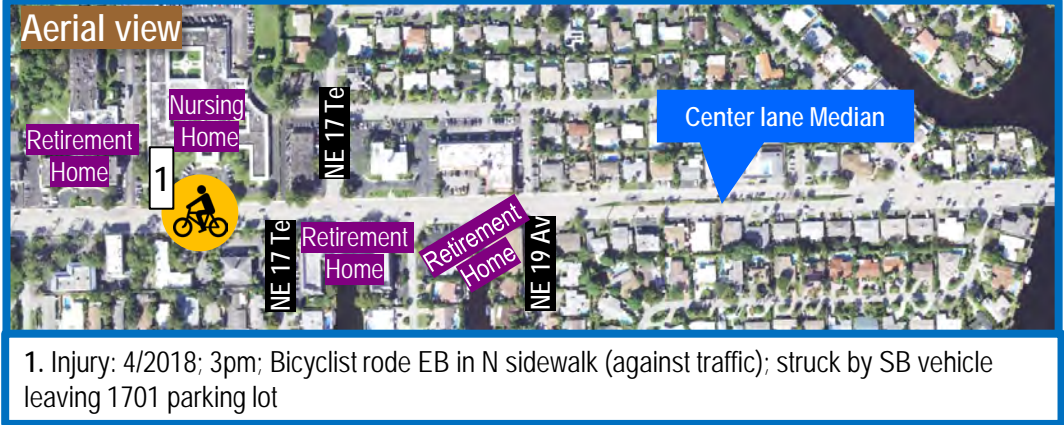 Aerial view
Nursing
Home
Retirement
Home
1
NE 17 Te
Center lane Median
NE 17 Te
Retirement
Home
Retirement
Home
NE 19 Av
1. Injury: 4/2018; 3pm; Bicyclist rode EB in N sidewalk (against traffic); struck by SB vehicle
leaving 1701 parking lot